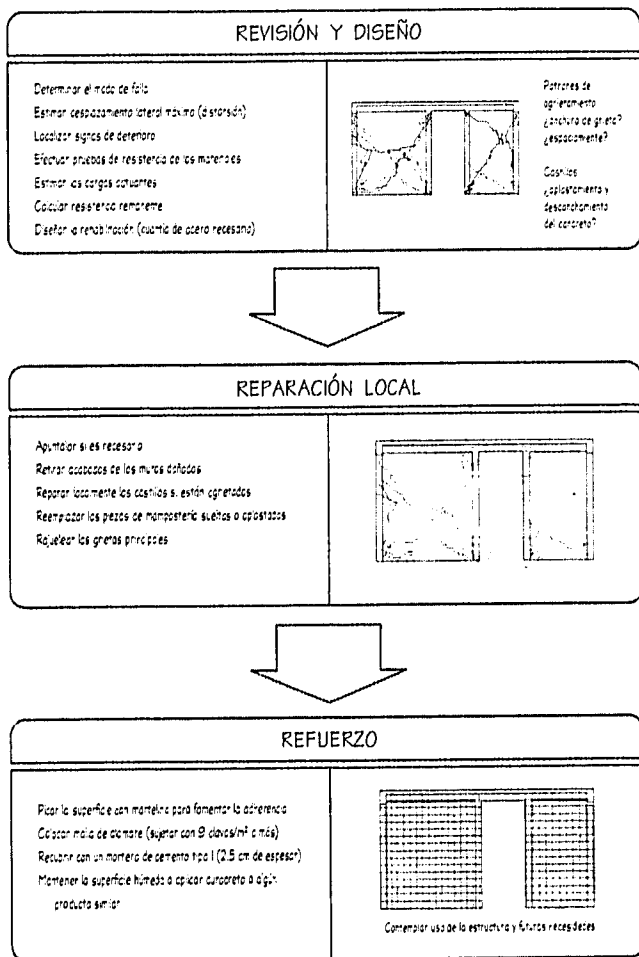 REVISIÓN Y DISEÑO
Determinar el modo de falla
Estimar desplazamiento lateral máximo (distorsión)
Localizar signos de deterioro
Efectuar pruebas de resistencia de los materiales
Estimar las cargas actuantes
Calcular resistencia remanente
Diseñar la rehabilitación (cuantía de acero necesaria)
Patrones de
agrietamiento
¿anchura de grieta?
¿espaciamiento?
Castillos
¿aplastamiento y
desconchamiento
del concreto?
REPARACIÓN LOCAL
Apuntalar si es necesario
Retirar acabados de los muros dañados
Reparar localmente los castillos si están agrietados
Reemplazar las piezas de mampostería sueltas o aplastadas
Rajuelear las grietas principales
REFUERZO
Picar la superficie con martelina para fomentar la adherencia
Colocar malla de alambre (sujetar con 9 clavos/m² o más)
Recubrir con un mortero de cemento tipo I (2.5 cm de espesor)
Mantener la superficie húmeda o aplicar curacreto o algún
producto similar
Contemplar uso de la estructura y futuras necesidades